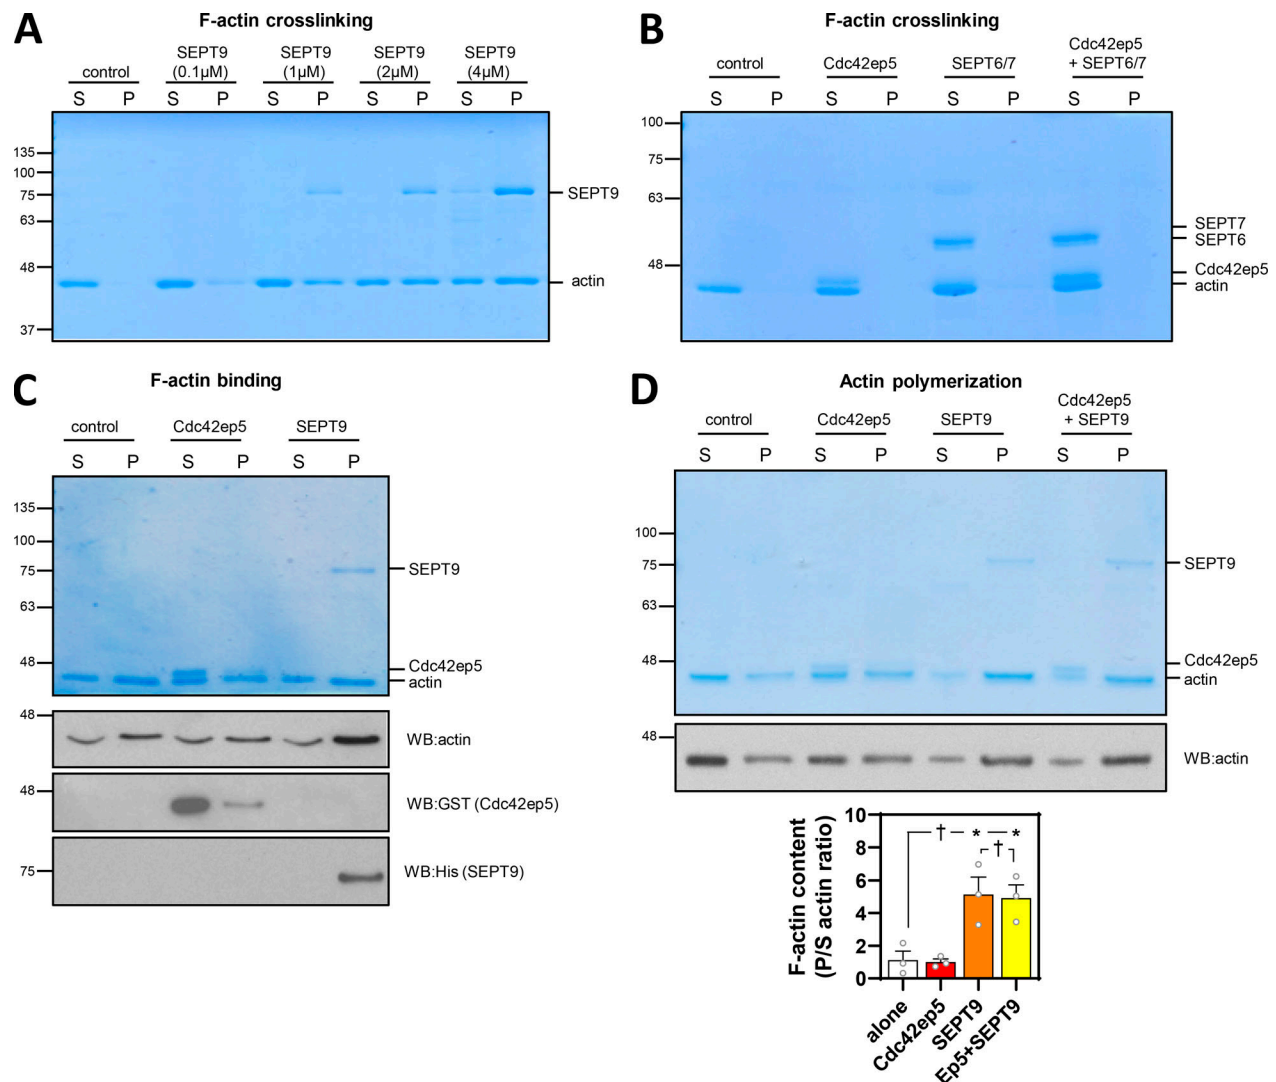 A
F-actin crosslinking
control
SEPT9
(0.1µM)
SEPT9
(1µM)
SEPT9
(2µM)
SEPT9
(4µM)
S P S P S P S P S P
135
100
75
63
48
37
SEPT9
actin
B
F-actin crosslinking
control
Cdc42ep5
SEPT6/7
Cdc42ep5
+ SEPT6/7
S P S P S P S P
100
75
63
48
SEPT7
SEPT6
Cdc42ep5
actin
C
F-actin binding
control
Cdc42ep5
SEPT9
S P S P S P
135
100
75
63
48
SEPT9
Cdc42ep5
actin
48
WB:actin
48
WB:GST (Cdc42ep5)
75
WB:His (SEPT9)
D
Actin polymerization
control
Cdc42ep5
SEPT9
Cdc42ep5
+ SEPT9
S P S P S P S P
100
75
63
48
SEPT9
Cdc42ep5
actin
48
WB:actin
F-actin content
(P/S actin ratio)
10
8
6
4
2
0
† * *
†
alone
Cdc42ep5
SEPT9
Ep5+SEPT9